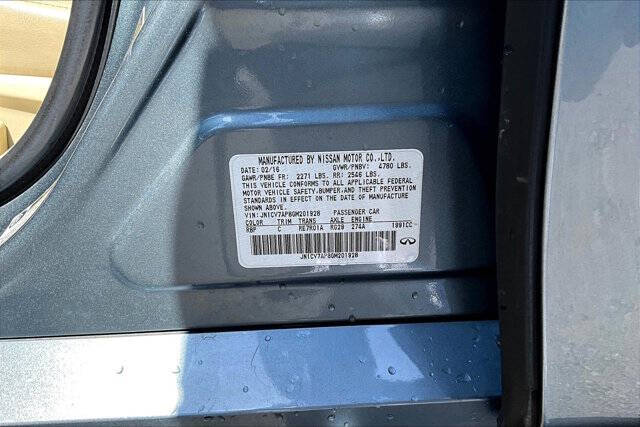 MANUFACTURED BY NISSAN MOTOR CO.,LTD.
DATE: 02/16 GVWR/PNBV: 4780 LBS.
GAWR/PNBE FR: 2271 LBS. RR: 2546 LBS.
THIS VEHICLE CONFORMS TO ALL APPLICABLE FEDERAL
MOTOR VEHICLE SAFETY,BUMPER,AND THEFT PREVENTION
STANDARDS IN EFFECT ON THE DATE OF MANUFACTURE
SHOWN ABOVE.
VIN: JN1CV7AP8GM201928 PASSENGER CAR
COLOR TRIM TRANS AXLE ENGINE
RBP C RE7R01A RG29 274A 1991CC
JN1CV7AP8GM201928